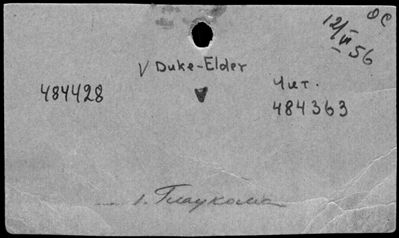 ОС
12/VI 56
V Duke-Elder
484428
Чит.
484363
1. Глаукома